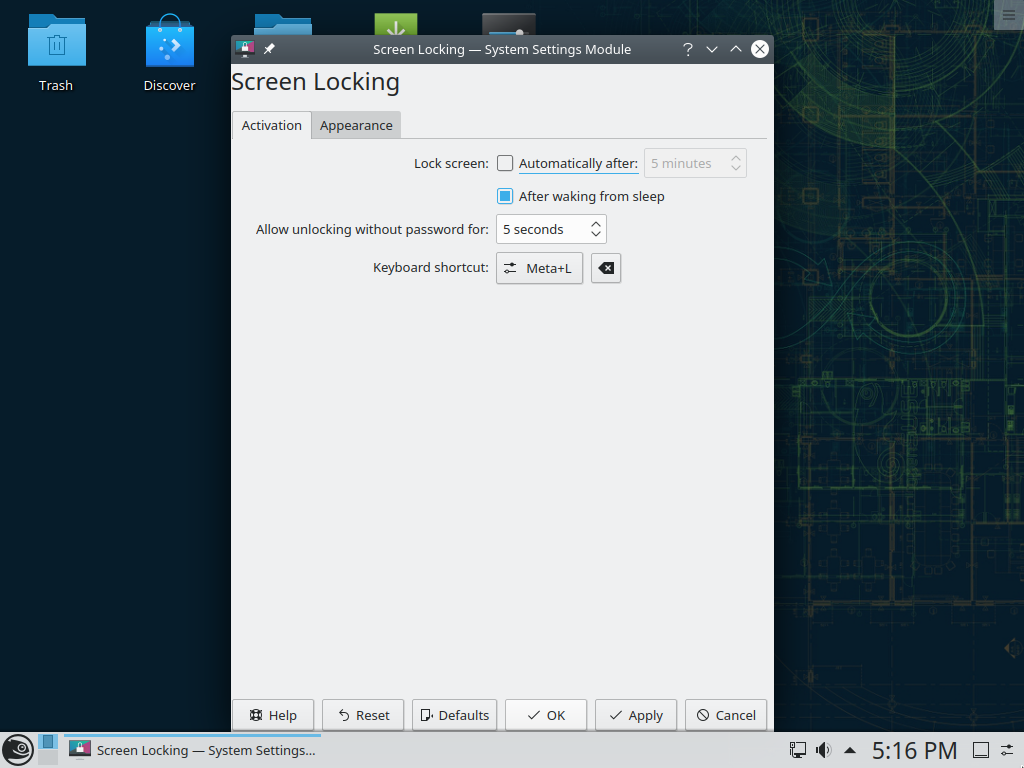 Trash
Discover
Screen Locking — System Settings Module
Screen Locking
Activation
Appearance
Lock screen: Automatically after: 5 minutes
After waking from sleep
Allow unlocking without password for: 5 seconds
Keyboard shortcut: Meta+L
Help
Reset
Defaults
OK
Apply
Cancel
Screen Locking — System Settings...
5:16 PM